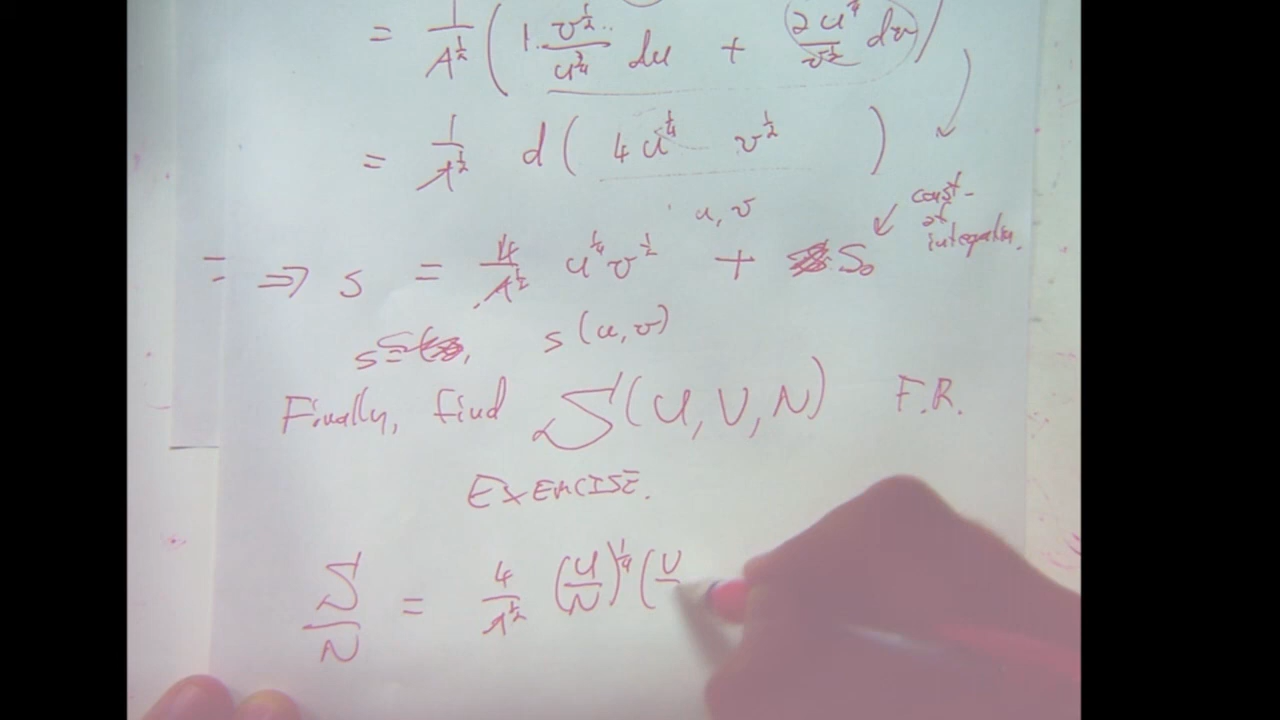 = 1/A^{1/2} ( 1. v^{1/2}../u^{3/4} du + 2u^{1/4}/v^{1/2} dv )
= 1/A^{1/2} d( 4 u^{1/4} v^{1/2} )
u, v
const-
of
integratn.
= ⇒ s = 4/A^{1/2} u^{1/4} v^{1/2} + S₀
s(u, v)
Finally, find S(U, V, N) F.R.
EXERCISE.
S/N = 4/A^{1/2} (U/N)^{1/4} (V